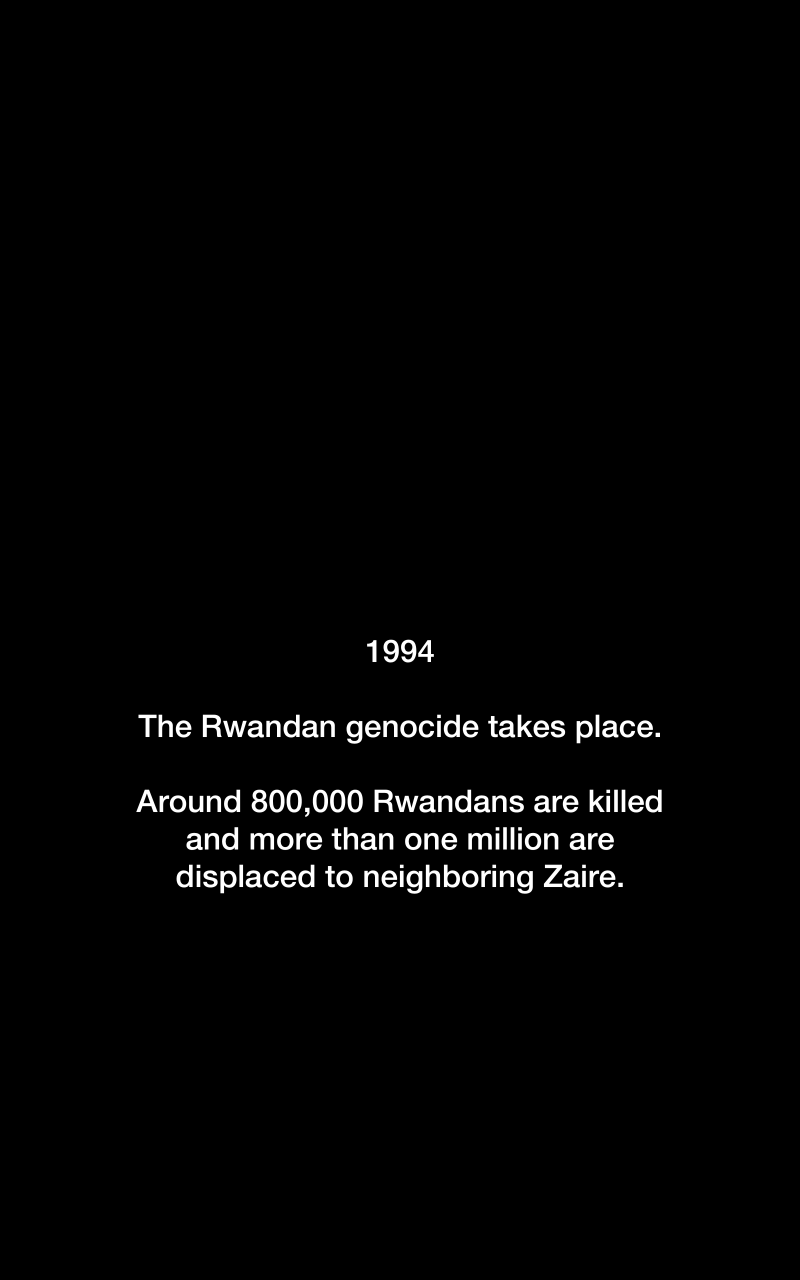 1994
The Rwandan genocide takes place.
Around 800,000 Rwandans are killed
and more than one million are
displaced to neighboring Zaire.